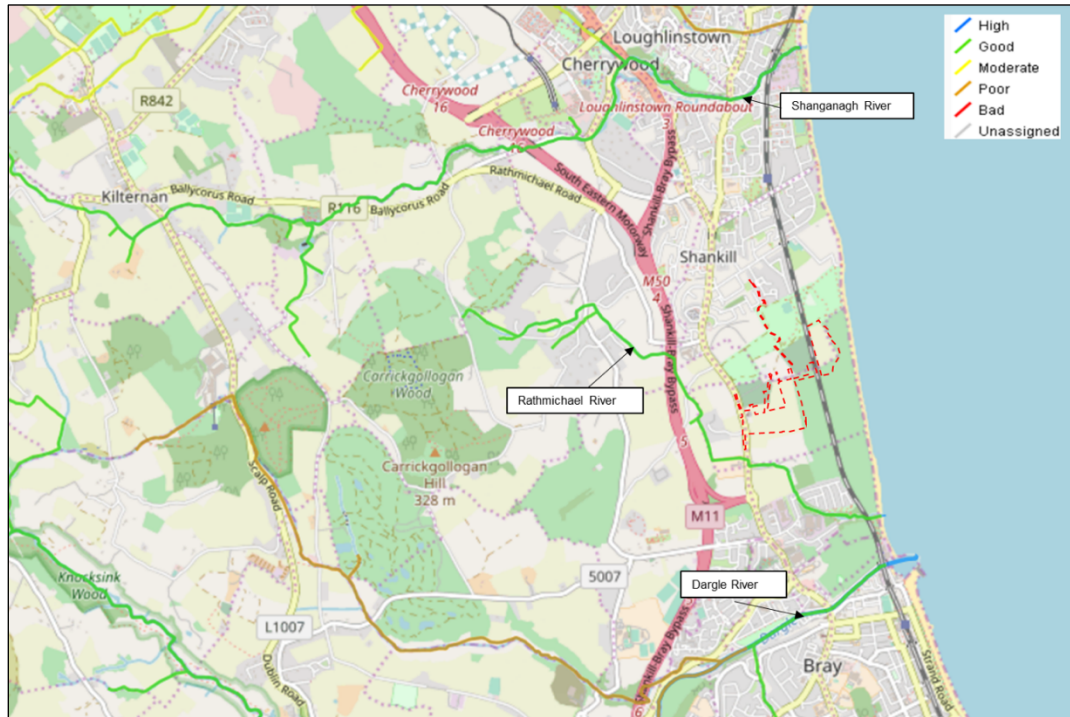 Loughlinstown
Cherrywood
High
Good
Moderate
Poor
Bad
Unassigned
R842
Cherrywood
16
Loughlinstown Roundabout
3
Shanganagh River
Cherrywood
Kilternan
Ballycorus Road
R116
Ballycorus Road
Rathmichael Road
South Eastern Motorway
Shankill-Bray Bypass
Shankill
M50
4
Shankill-Bray Bypass
Rathmichael River
Carrickgollogan
Wood
Carrickgollogan
Hill
328 m
5
Scalp Road
M11
Knocksink
Wood
5007
Dargle River
L1007
Dublin Road
Shankill-Bray Bypass
6
Bray
Strand Road